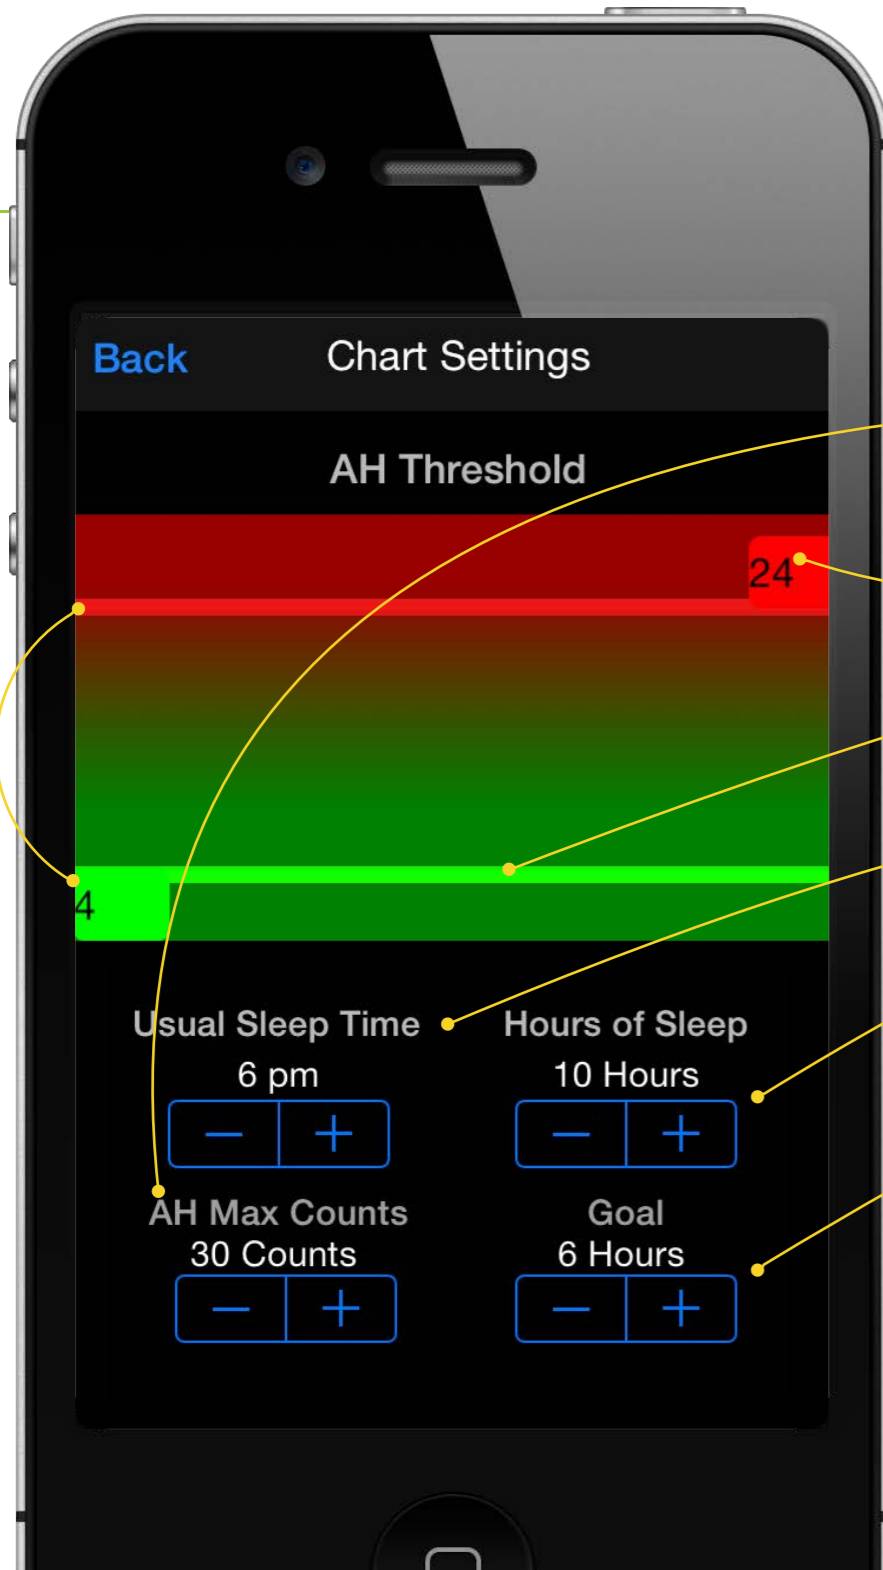 Back Chart Settings
AH Threshold
24
4
Usual Sleep Time Hours of Sleep
6 pm 10 Hours
− + − +
AH Max Counts Goal
30 Counts 6 Hours
− + − +